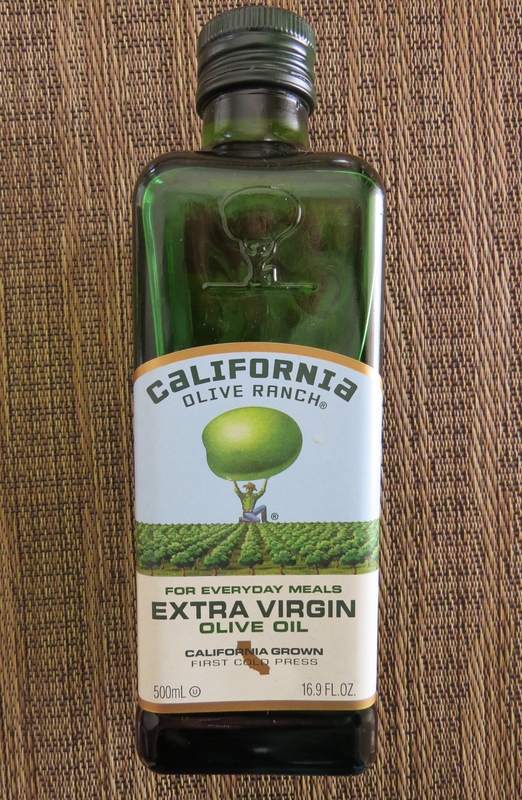 CALIFORNIA
OLIVE RANCH®
®
FOR EVERYDAY MEALS
EXTRA VIRGIN
OLIVE OIL
CALIFORNIA GROWN
FIRST COLD PRESS
500mL Ⓤ 16.9 FL.OZ.